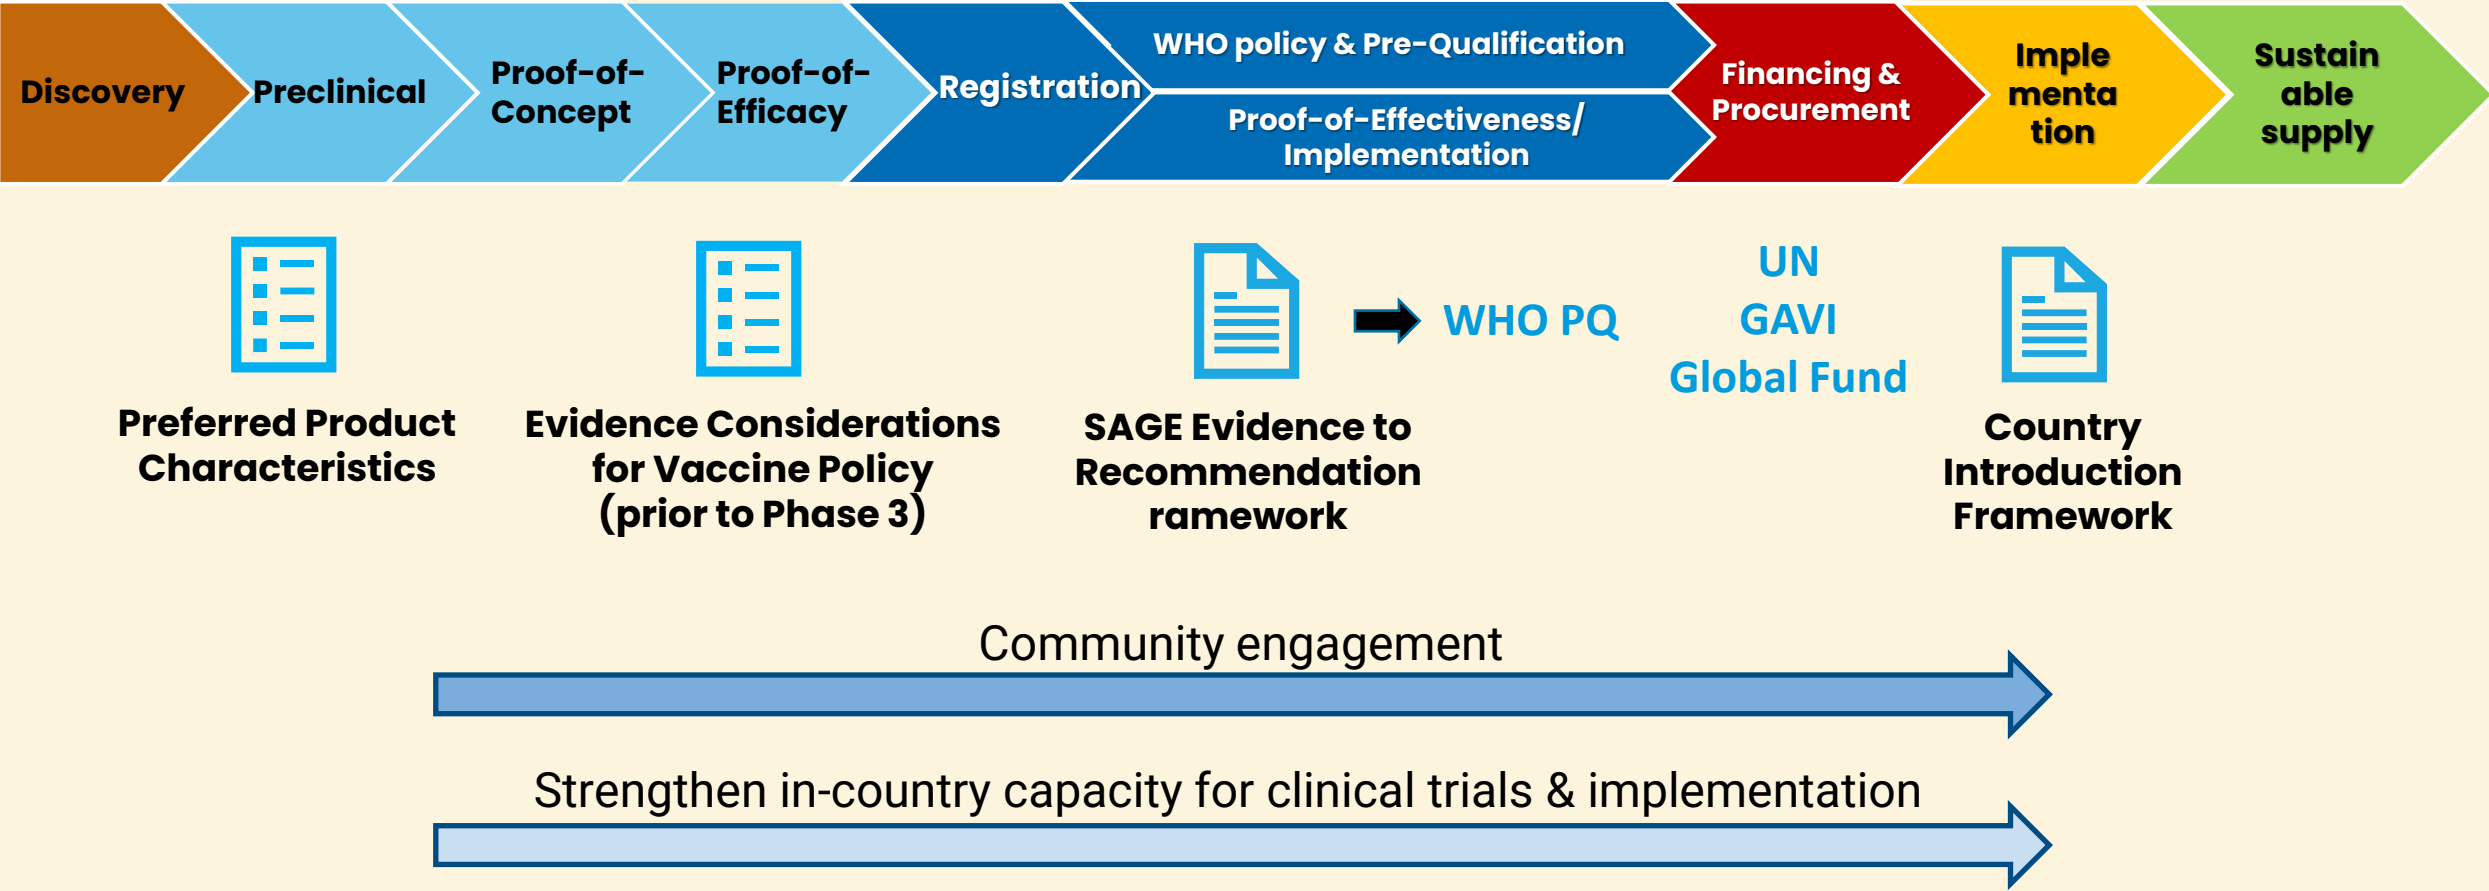 Discovery
Preclinical
Proof-of-
Concept
Proof-of-
Efficacy
Registration
WHO policy & Pre-Qualification
Proof-of-Effectiveness/
Implementation
Financing &
Procurement
Imple
menta
tion
Sustain
able
supply
Preferred Product
Characteristics
Evidence Considerations
for Vaccine Policy
(prior to Phase 3)
SAGE Evidence to
Recommendation
ramework
WHO PQ
UN
GAVI
Global Fund
Country
Introduction
Framework
Community engagement
Strengthen in-country capacity for clinical trials & implementation